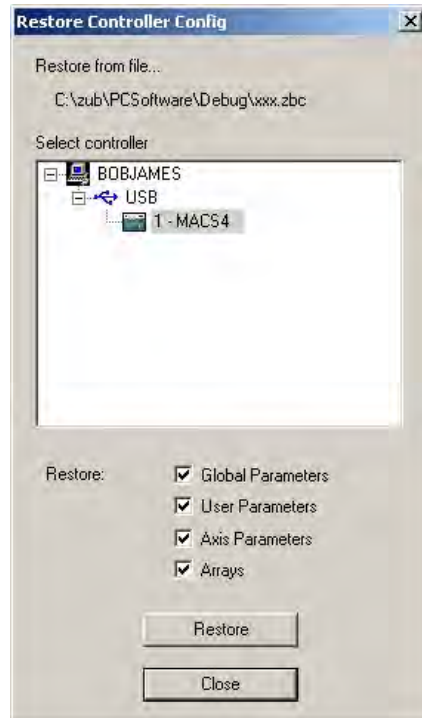 Restore Controller Config
Restore from file...
C:\zub\PCSoftware\Debug\xxx.zbc
Select controller
BOBJAMES
USB
1 - MACS4
Restore:
Global Parameters
User Parameters
Axis Parameters
Arrays
Restore
Close